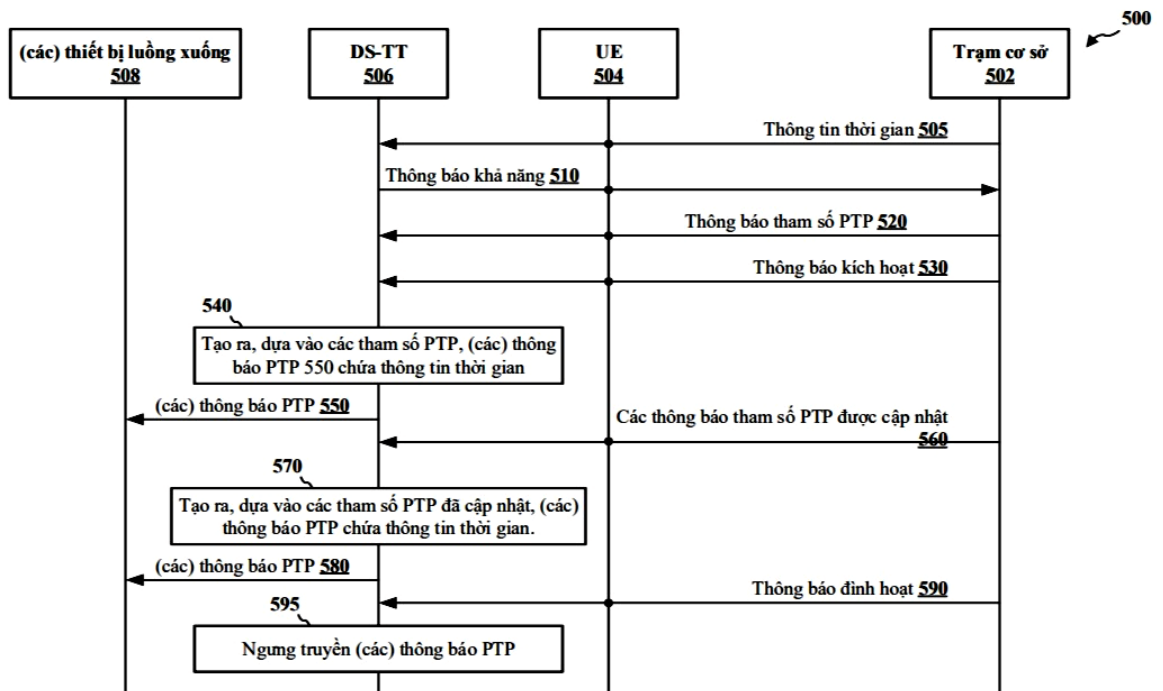 500
(các) thiết bị luồng xuống
508
DS-TT
506
UE
504
Trạm cơ sở
502
Thông tin thời gian 505
Thông báo khả năng 510
Thông báo tham số PTP 520
Thông báo kích hoạt 530
540
Tạo ra, dựa vào các tham số PTP, (các) thông
báo PTP 550 chứa thông tin thời gian
(các) thông báo PTP 550
Các thông báo tham số PTP được cập nhật
560
570
Tạo ra, dựa vào các tham số PTP đã cập nhật, (các)
thông báo PTP chứa thông tin thời gian.
(các) thông báo PTP 580
Thông báo đình hoạt 590
595
Ngưng truyền (các) thông báo PTP